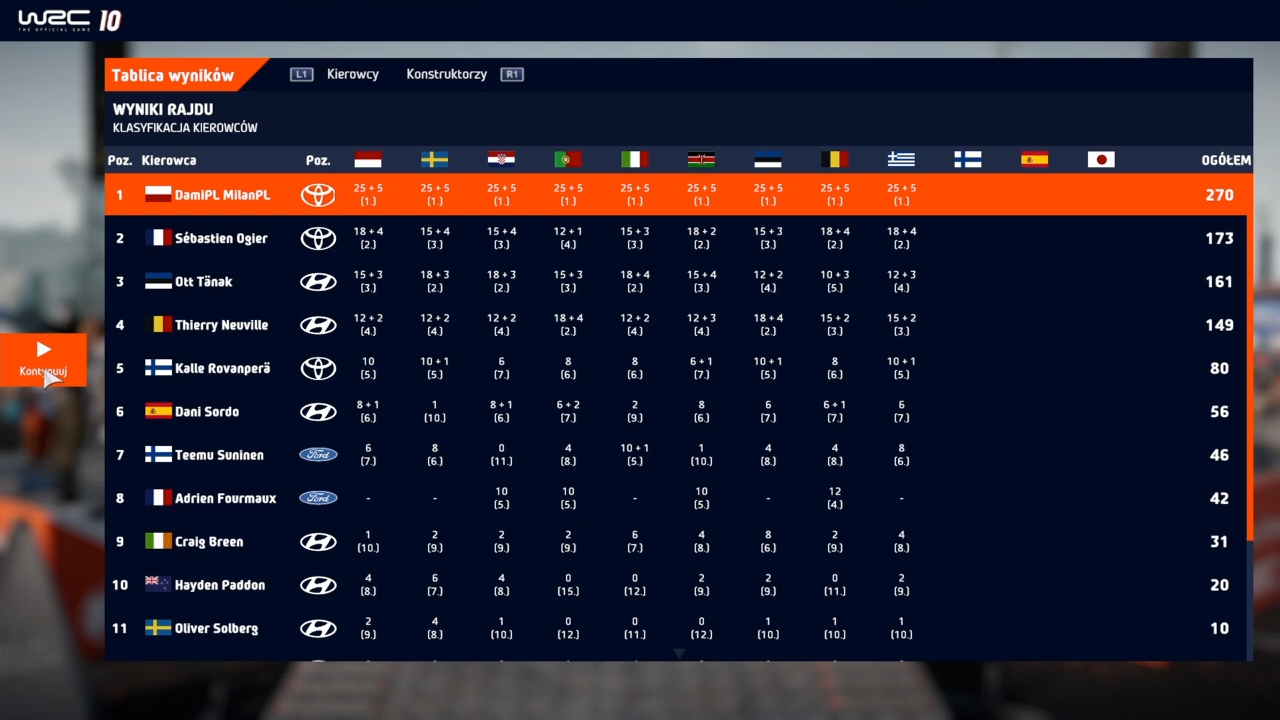 WRC 10
THE OFFICIAL GAME
Tablica wyników L1 Kierowcy Konstruktorzy R1
WYNIKI RAJDU
KLASYFIKACJA KIEROWCÓW
Poz. Kierowca Poz. OGÓŁEM
1 DamiPL MilanPL 25 + 5 25 + 5 25 + 5 25 + 5 25 + 5 25 + 5 25 + 5 25 + 5 25 + 5 270
(1.) (1.) (1.) (1.) (1.) (1.) (1.) (1.) (1.)
2 Sébastien Ogier 18 + 4 15 + 4 15 + 4 12 + 1 15 + 3 18 + 2 15 + 3 18 + 4 18 + 4 173
(2.) (3.) (3.) (4.) (3.) (2.) (3.) (2.) (2.)
3 Ott Tänak 15 + 3 18 + 3 18 + 3 15 + 3 18 + 4 15 + 4 12 + 2 10 + 3 12 + 3 161
(3.) (2.) (2.) (3.) (2.) (3.) (4.) (5.) (4.)
4 Thierry Neuville 12 + 2 12 + 2 12 + 2 18 + 4 12 + 2 12 + 3 18 + 4 15 + 2 15 + 2 149
(4.) (4.) (4.) (2.) (4.) (4.) (2.) (3.) (3.)
Kontynuuj
5 Kalle Rovanperä 10 10 + 1 6 8 8 6 + 1 10 + 1 8 10 + 1 80
(5.) (5.) (7.) (6.) (6.) (7.) (5.) (6.) (5.)
6 Dani Sordo 8 + 1 1 8 + 1 6 + 2 2 8 6 6 + 1 6 56
(6.) (10.) (6.) (7.) (9.) (6.) (7.) (7.) (7.)
7 Teemu Suninen Ford 6 8 0 4 10 + 1 1 4 4 8 46
(7.) (6.) (11.) (8.) (5.) (10.) (8.) (8.) (6.)
8 Adrien Fourmaux Ford - - 10 10 - 10 - 12 - 42
(5.) (5.) (5.) (4.)
9 Craig Breen 1 2 2 2 6 4 8 2 4 31
(10.) (9.) (9.) (9.) (7.) (8.) (6.) (9.) (8.)
10 Hayden Paddon 4 6 4 0 0 2 2 0 2 20
(8.) (7.) (8.) (15.) (12.) (9.) (9.) (11.) (9.)
11 Oliver Solberg 2 4 1 0 0 0 1 1 1 10
(9.) (8.) (10.) (12.) (11.) (12.) (10.) (10.) (10.)